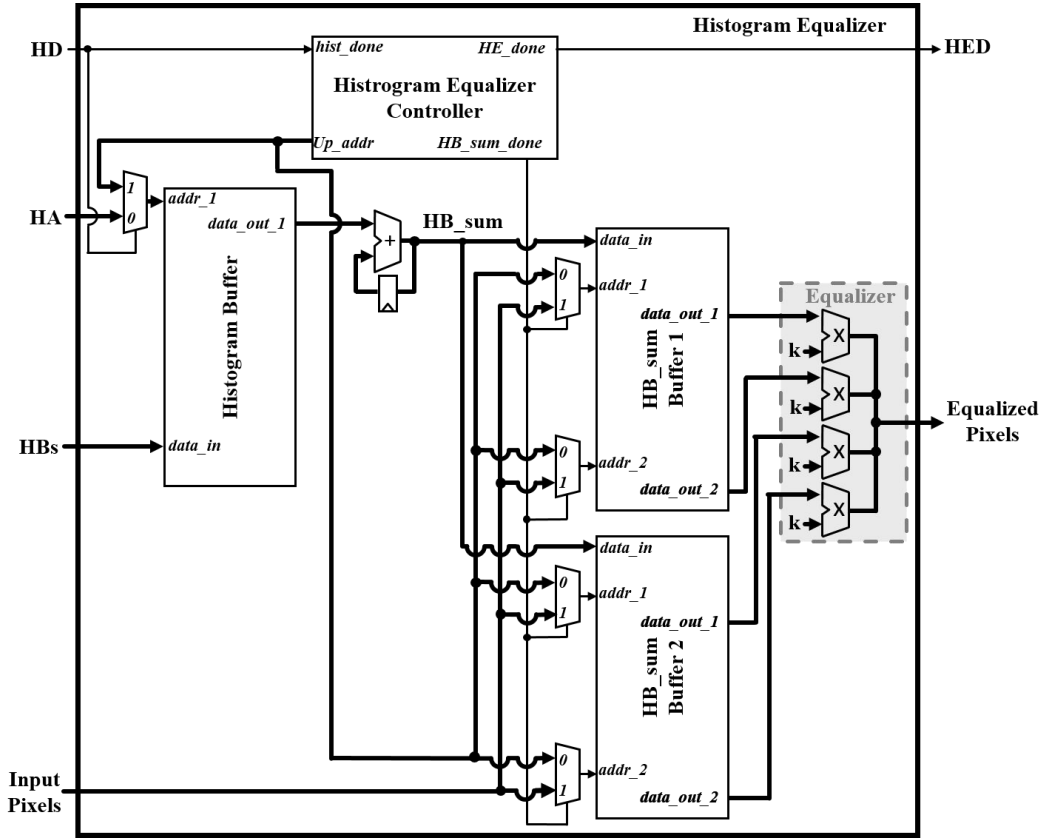 Histogram Equalizer
HD
hist_done
HE_done
HED
Histrogram Equalizer
Controller
Up_addr
HB_sum_done
1
0
HA
addr_1
data_out_1
Histogram Buffer
HBs
data_in
+
HB_sum
data_in
0
1
addr_1
data_out_1
HB_sum
Buffer 1
0
1
addr_2
data_out_2
data_in
0
1
addr_1
data_out_1
HB_sum
Buffer 2
0
1
addr_2
data_out_2
Equalizer
k
X
k
X
k
X
k
X
Equalized
Pixels
Input
Pixels